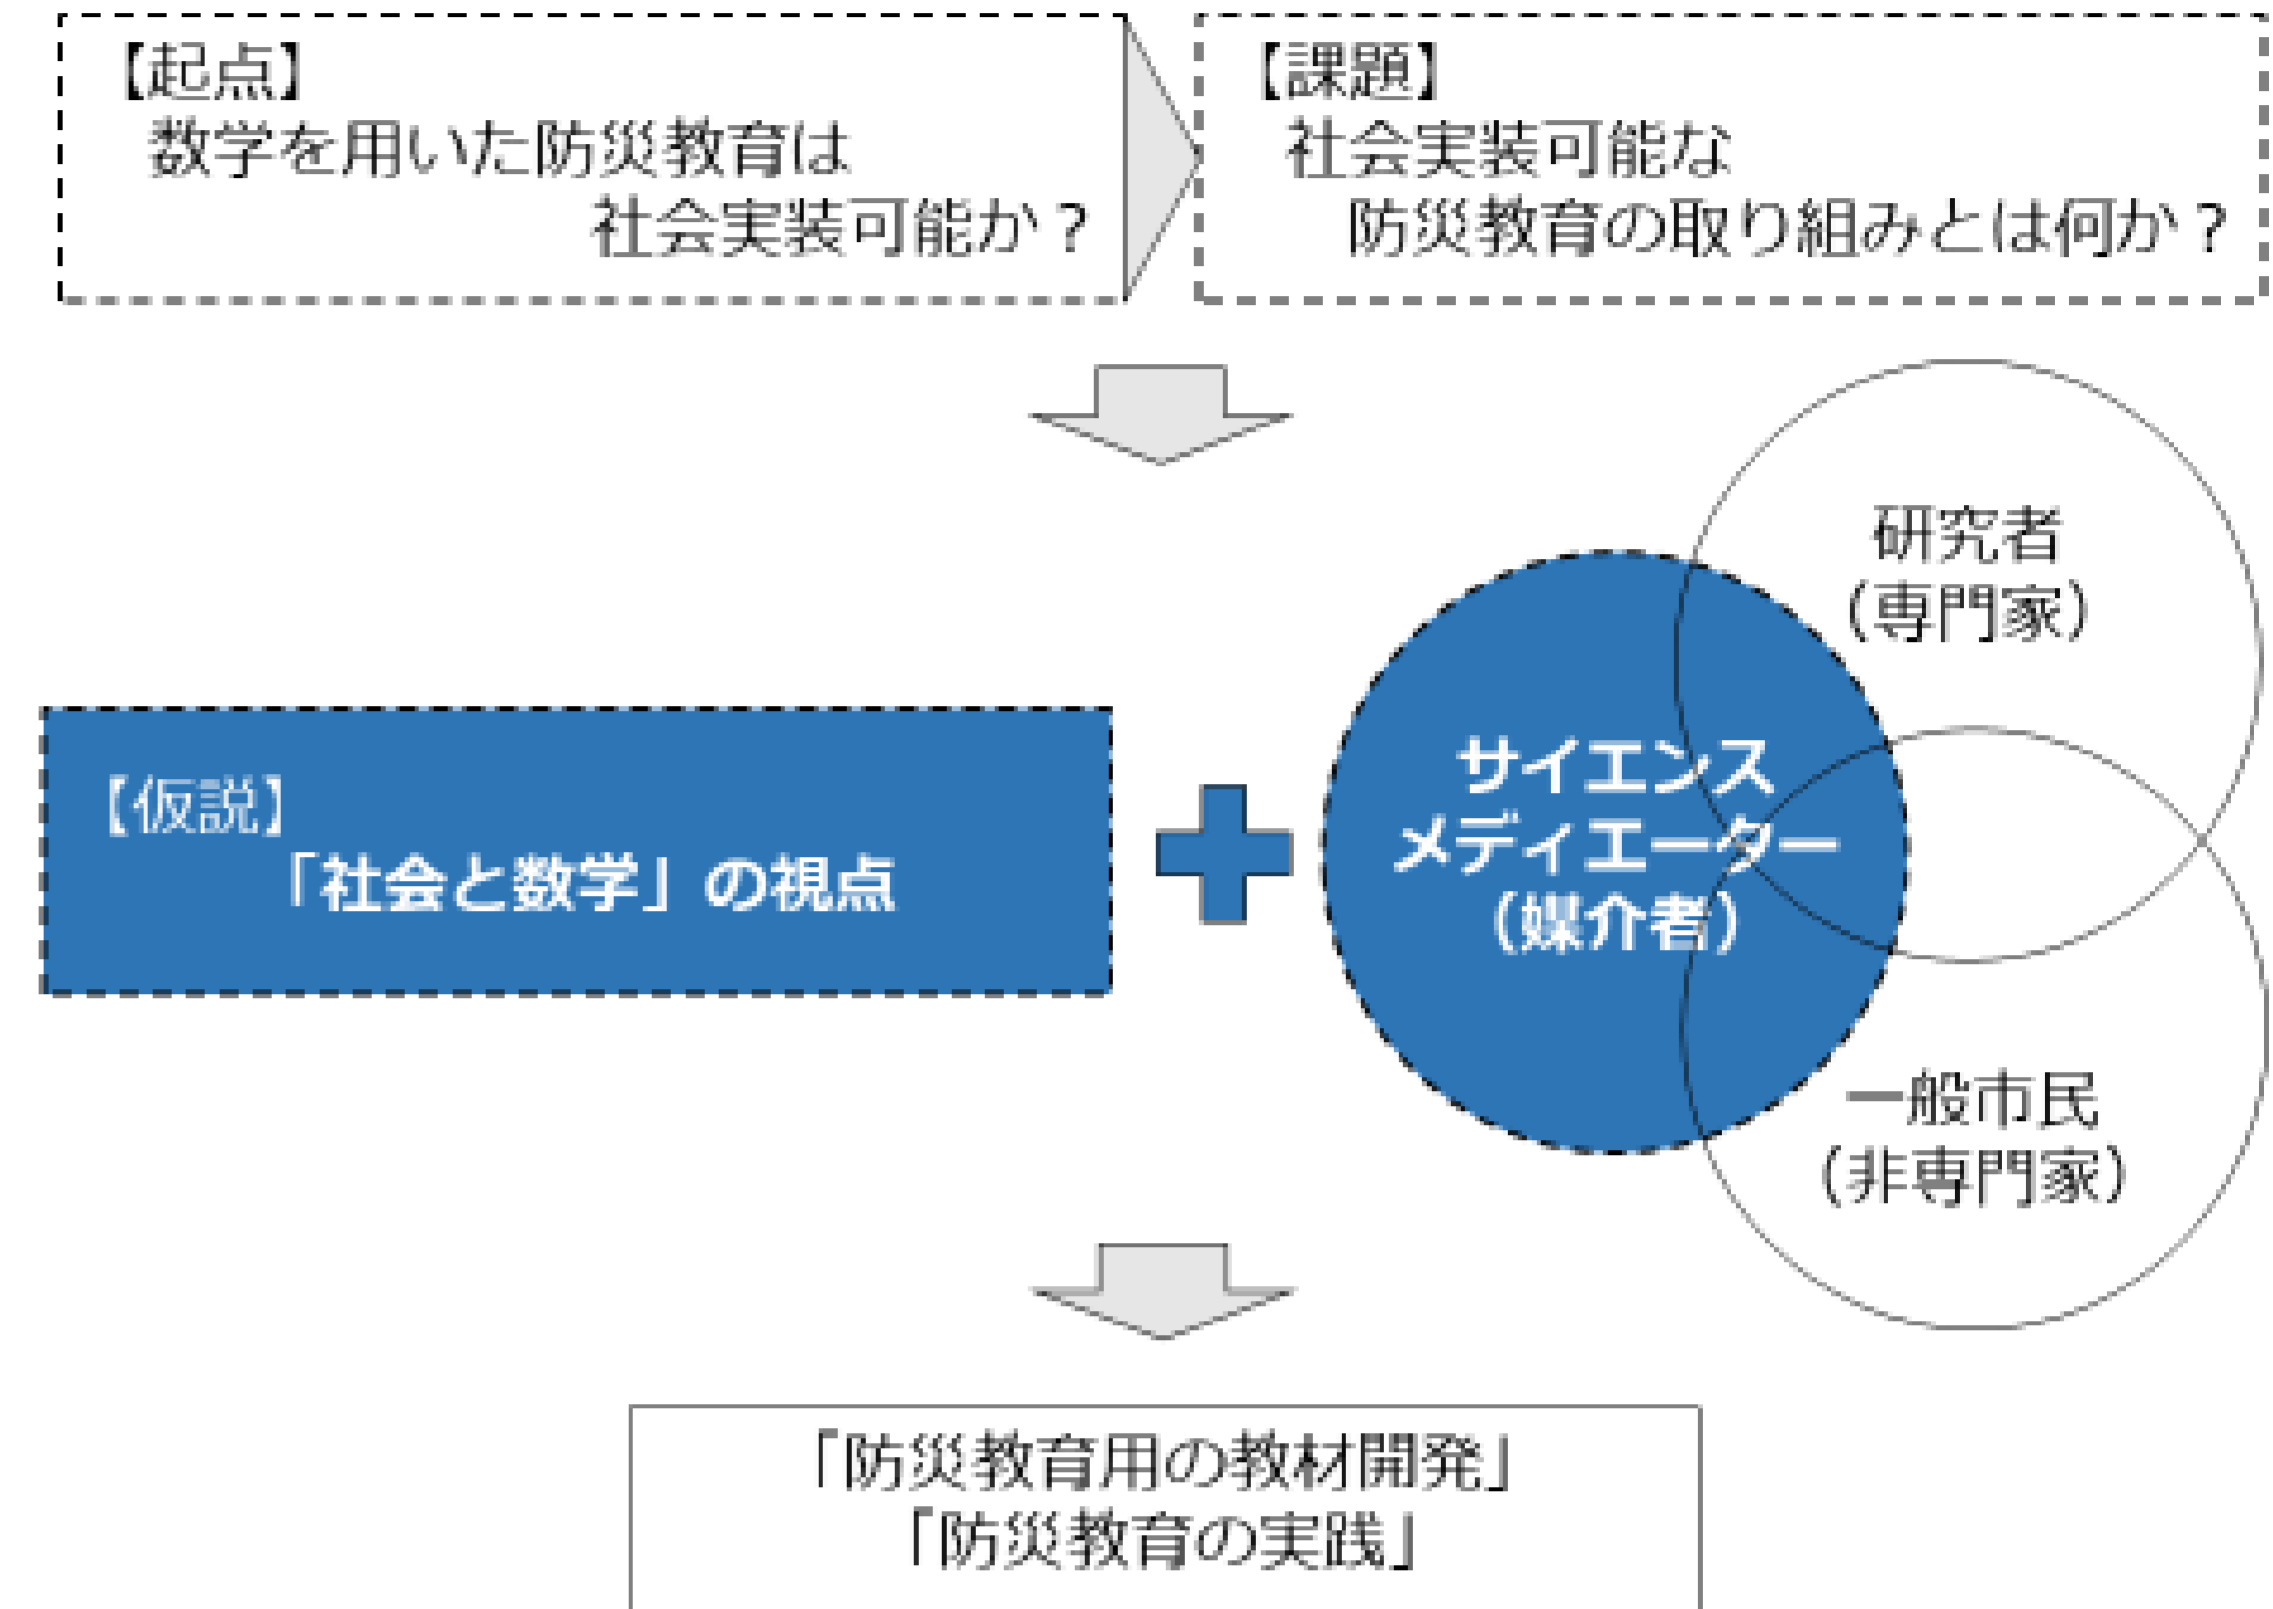 【起点】
数学を用いた防災教育は
社会実装可能か？
【課題】
社会実装可能な
防災教育の取り組みとは何か？
研究者
（専門家）
サイエンス
メディエーター
（媒介者）
【仮説】
「社会と数学」の視点
一般市民
（非専門家）
「防災教育用の教材開発」
「防災教育の実践」